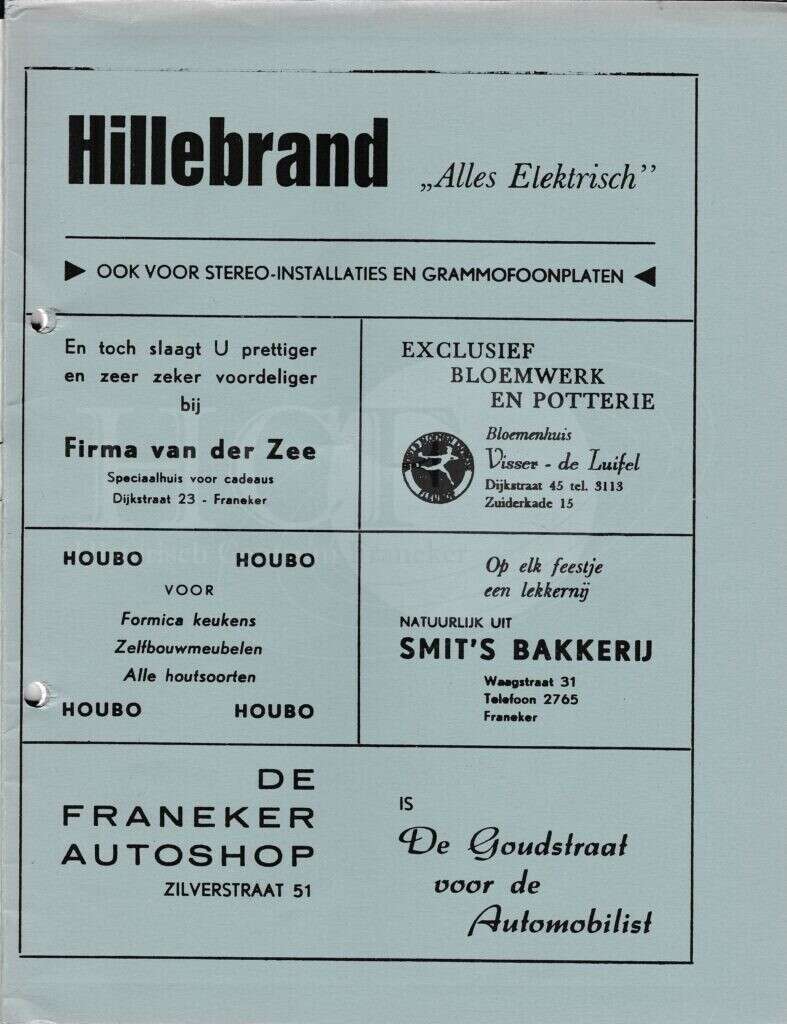 Hillebrand „Alles Elektrisch”
OOK VOOR STEREO-INSTALLATIES EN GRAMMOFOONPLATEN
En toch slaagt U prettiger
en zeer zeker voordeliger
bij
Firma van der Zee
Speciaalhuis voor cadeaus
Dijkstraat 23 - Franeker
EXCLUSIEF
BLOEMWERK
EN POTTERIE
Bloemenhuis
Visser - de Luifel
Dijkstraat 45 tel. 3113
Zuiderkade 15
HOUBO HOUBO
VOOR
Formica keukens
Zelfbouwmeubelen
Alle houtsoorten
HOUBO HOUBO
Op elk feestje
een lekkernij
NATUURLIJK UIT
SMIT'S BAKKERIJ
Waagstraat 31
Telefoon 2765
Franeker
DE
FRANEKER
AUTOSHOP
ZILVERSTRAAT 51
IS
De Goudstraat
voor de
Automobilist